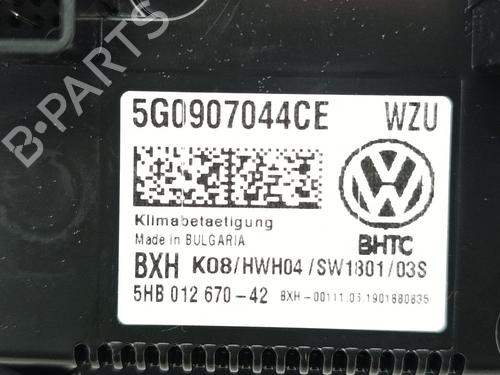 5G0907044CE WZU
Klimabetaetigung
Made in BULGARIA
BHTC
BXH K08/HWH04/SW1801/03S
5HB 012 670-42 BXH-00111.06.1901880835
B-PARTS